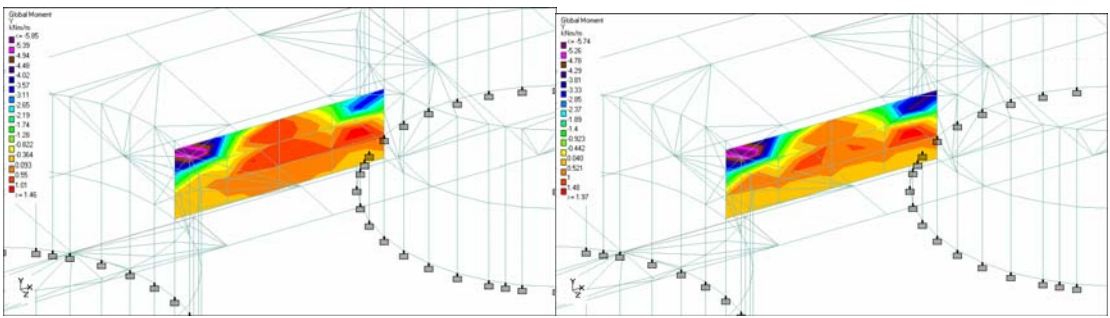 Global Moment
Y
kNm/m
<= -5.85
-5.39
-4.94
-4.48
-4.02
-3.57
-3.11
-2.65
-2.19
-1.74
-1.28
-0.822
-0.364
0.093
0.55
1.01
>= 1.46
Y
X
Z
Global Moment
Y
kNm/m
<= -5.74
-5.26
-4.78
-4.29
-3.81
-3.33
-2.85
-2.37
-1.89
-1.4
-0.923
-0.442
0.040
0.521
1
1.48
>= 1.97
Y
X
Z